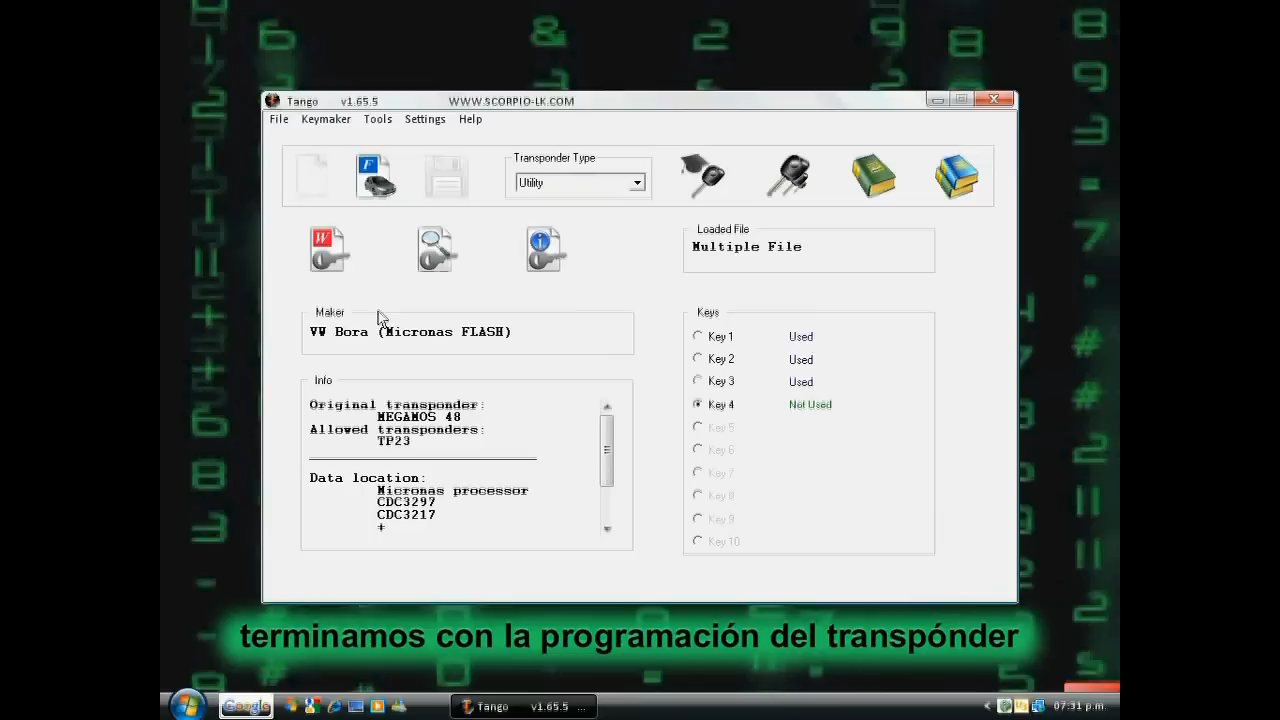 Tango v1.65.5 WWW.SCORPIO-LK.COM
File Keymaker Tools Settings Help
Transponder Type
Utility
F
W
Loaded File
Multiple File
Maker
VW Bora (Micronas FLASH)
Info
Original transponder:
MEGAMOS 48
Allowed transponders:
TP23
Data location:
Micronas processor
CDC3297
CDC3217
+
Keys
Key 1 Used
Key 2 Used
Key 3 Used
Key 4 Not Used
Key 5
Key 6
Key 7
Key 8
Key 9
Key 10
terminamos con la programación del transpónder
Google
Tango v1.65.5 ...
07:31 p.m.